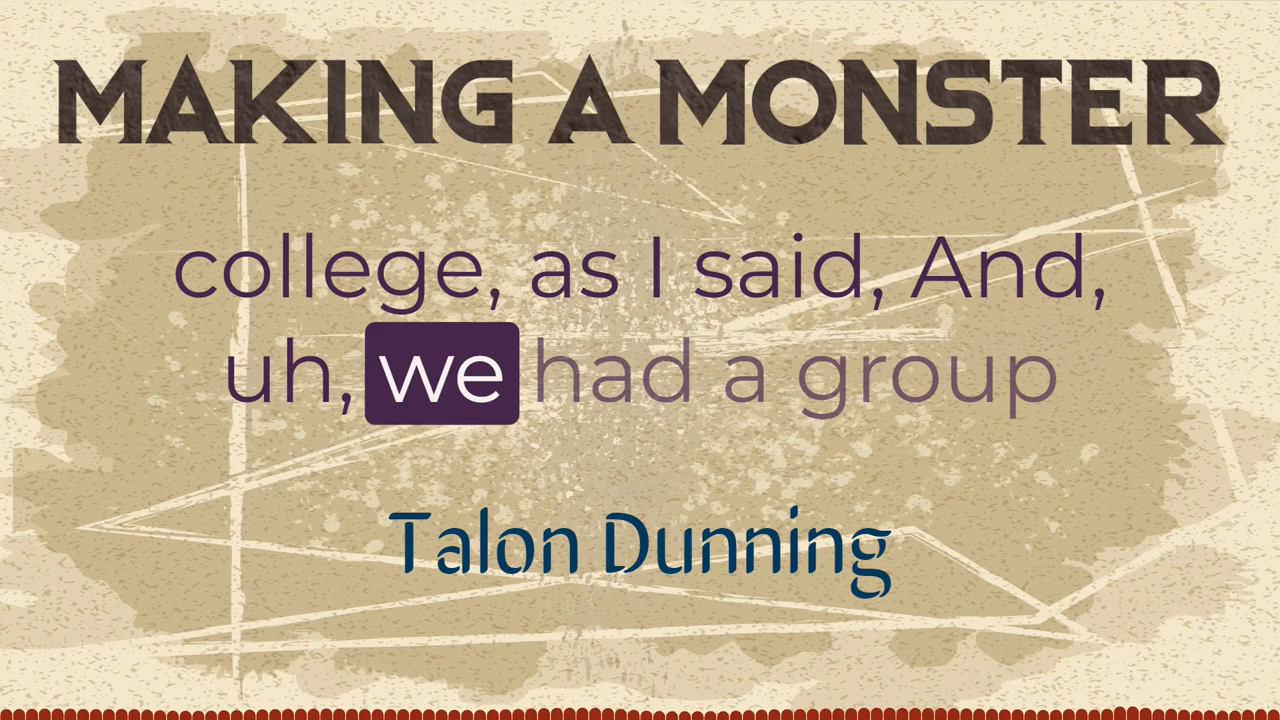 MAKING A MONSTER
college, as I said, And,
uh, we had a group
Talon Dunning